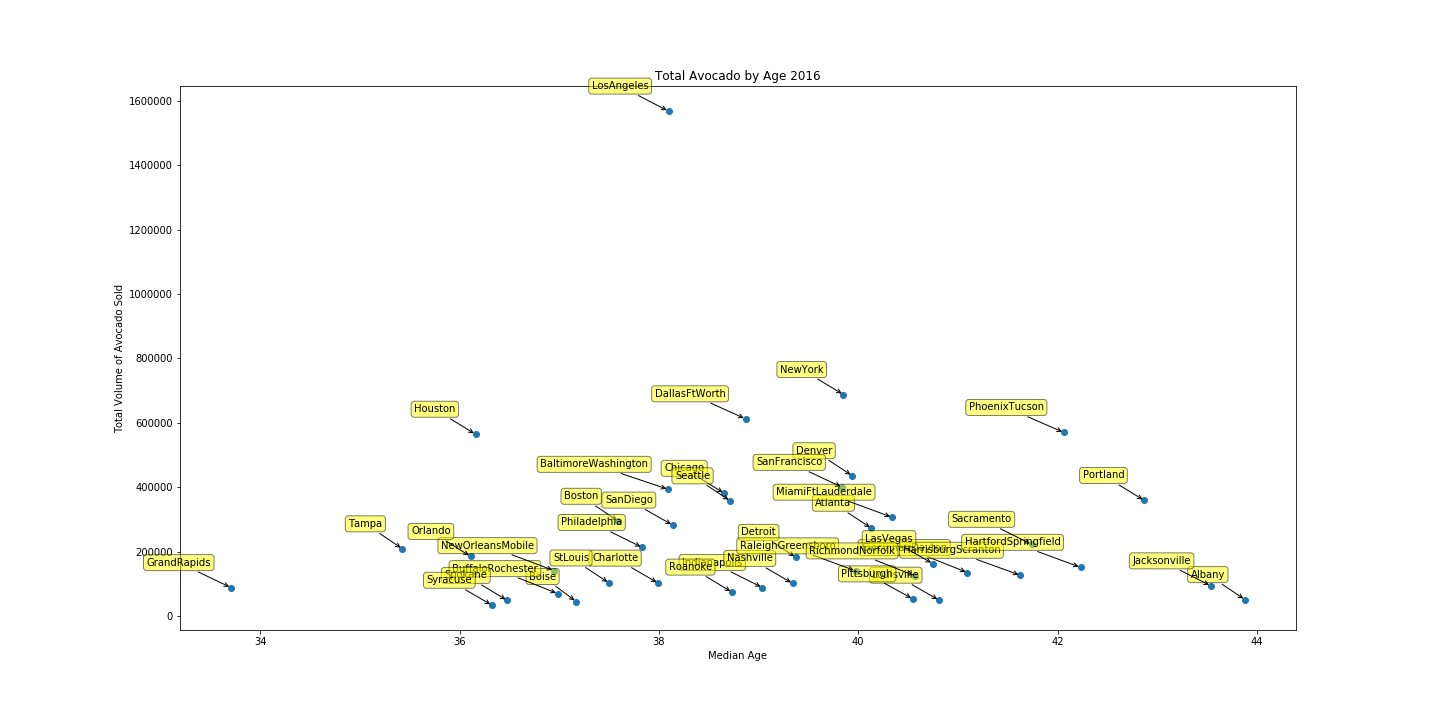 Total Avocado by Age 2016
LosAngeles
1600000
1400000
1200000
1000000
800000
600000
400000
200000
0
Total Volume of Avocado Sold
NewYork
DallasFtWorth
PhoenixTucson
Houston
Denver
SanFrancisco
BaltimoreWashington
Chicago
Seattle
Portland
MiamiFtLauderdale
Atlanta
Boston
SanDiego
Philadelphia
Sacramento
Tampa
Orlando
Detroit
LasVegas
HartfordSpringfield
NewOrleansMobile
RaleighGreensboro
RichmondNorfolk
HarrisburgScranton
GrandRapids
StLouis
Charlotte
Indianapolis
Nashville
Roanoke
Jacksonville
BuffaloRochester
Spokane
Boise
Syracuse
Pittsburgh
Louisville
Albany
34
36
38
40
42
44
Median Age